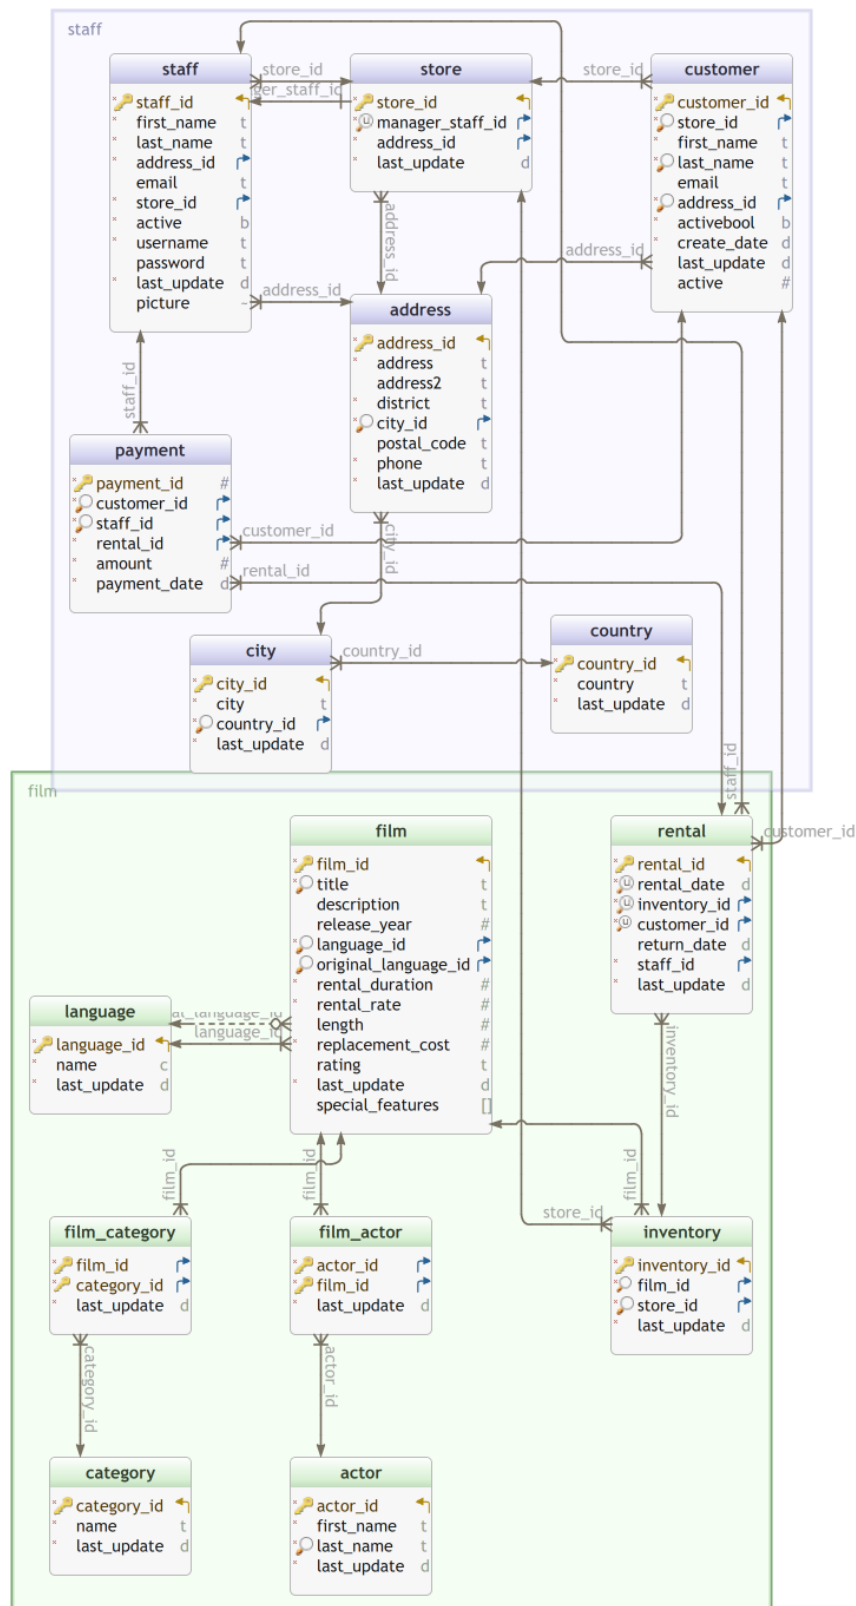 staff
staff
staff_id
first_name t
last_name t
address_id
email t
store_id
active b
username t
password t
last_update d
picture -
store_id
ger_staff_id
store
store_id
manager_staff_id
address_id
last_update d
store_id
customer
customer_id
store_id
first_name t
last_name t
email t
address_id
activebool b
create_date d
last_update d
active #
address_id
address_id
address_id
address
address_id
address t
address2 t
district t
city_id
postal_code t
phone t
last_update d
staff_id
payment
payment_id #
customer_id
staff_id
rental_id
amount #
payment_date d
customer_id
rental_id
city_id
city
city_id
city t
country_id
last_update d
country_id
country
country_id
country t
last_update d
staff_id
customer_id
film
film
film_id
title t
description t
release_year #
language_id
original_language_id
rental_duration #
rental_rate #
length #
replacement_cost #
rating t
last_update d
special_features []
rental
rental_id
rental_date d
inventory_id
customer_id
return_date d
staff_id
last_update d
language
language_id
name c
last_update d
al_language_id
language_id
inventory_id
film_id
film_id
film_id
store_id
film_category
film_id
category_id
last_update d
film_actor
actor_id
film_id
last_update d
inventory
inventory_id
film_id
store_id
last_update d
category_id
actor_id
category
category_id
name t
last_update d
actor
actor_id
first_name t
last_name t
last_update d